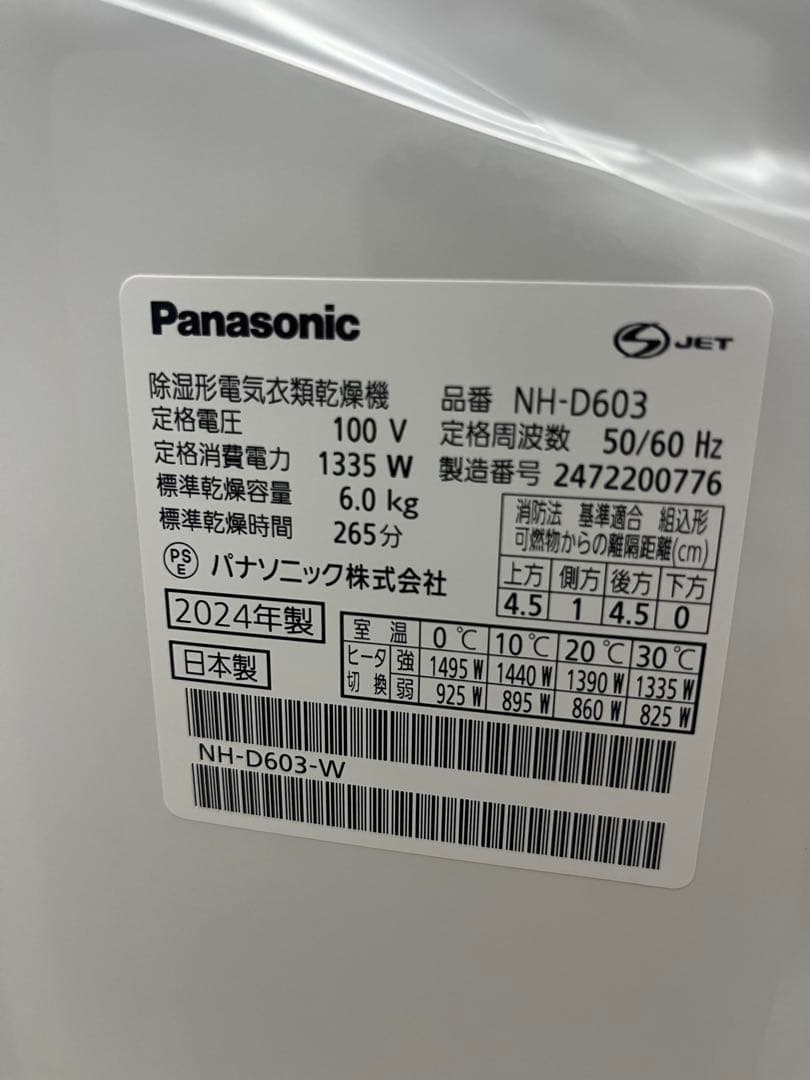 Panasonic
S JET
除湿形電気衣類乾燥機
品番 NH-D603
定格電圧 100 V
定格周波数 50/60 Hz
定格消費電力 1335 W
製造番号 2472200776
標準乾燥容量 6.0 kg
標準乾燥時間 265分
消防法 基準適合 組込形
可燃物からの離隔距離(cm)
上方 側方 後方 下方
4.5 1 4.5 0
PS
E
パナソニック株式会社
2024年製
日本製
室温 0℃ 10℃ 20℃ 30℃
ヒータ 強 1495 W 1440 W 1390 W 1335 W
切換 弱 925 W 895 W 860 W 825 W
NH-D603-W